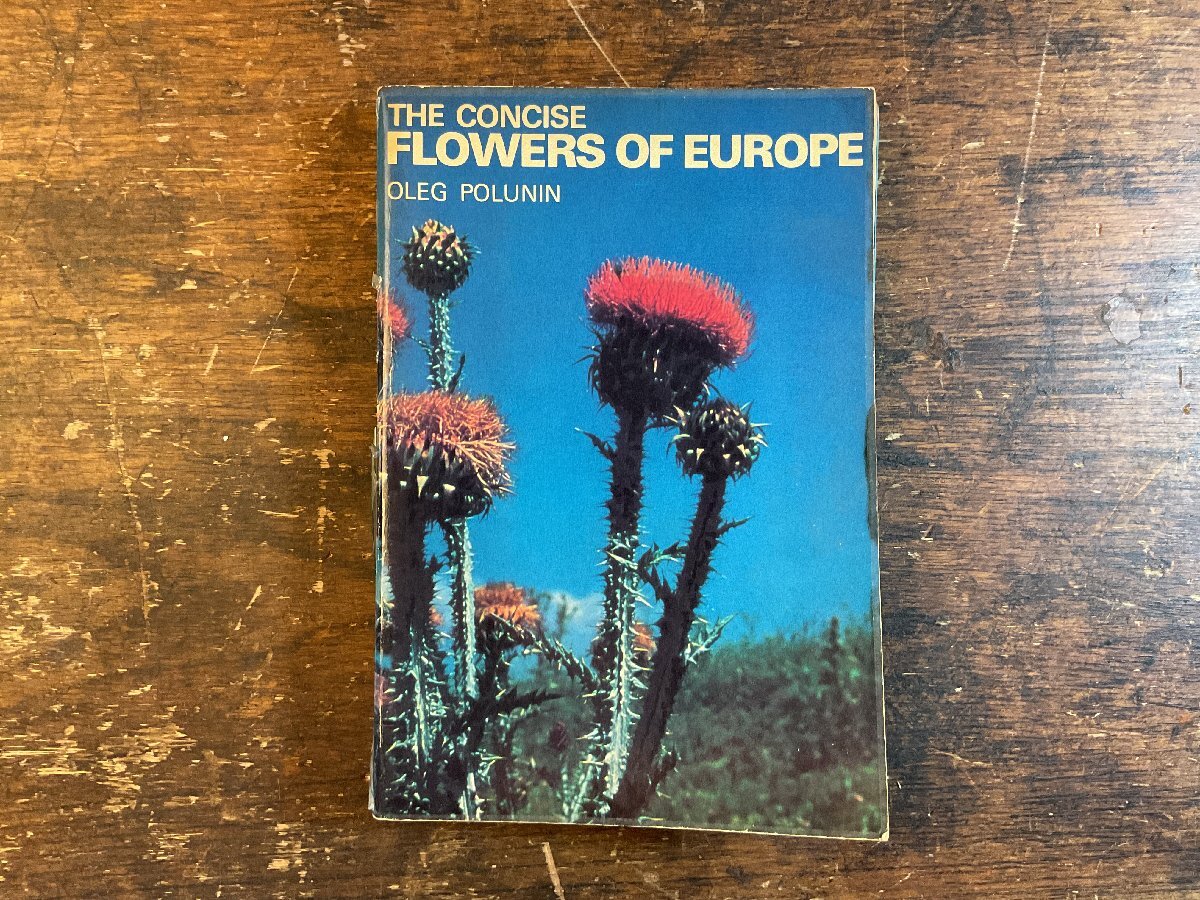 THE CONCISE
FLOWERS OF EUROPE
OLEG POLUNIN